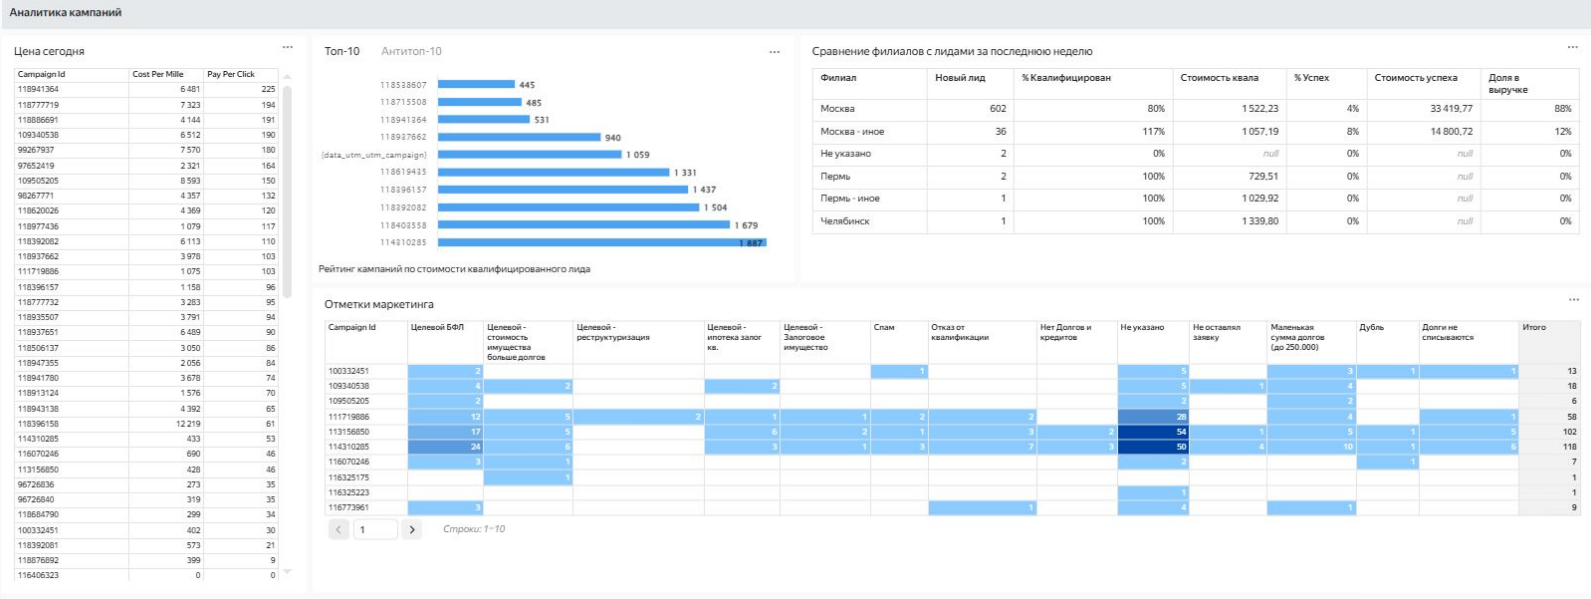 Аналитика кампаний
Цена сегодня
Campaign Id Cost Per Mille Pay Per Click
118941364 6 481 225
118777719 7 323 194
118886691 4 144 191
109340538 6 512 190
99267937 7 570 180
97652419 2 321 164
109505205 8 593 150
98267771 4 357 132
118620026 4 369 120
118977436 1 079 117
118392082 6 113 110
118937662 3 978 103
111719886 1 075 103
118396157 1 158 96
118777732 3 283 95
118935507 3 791 94
118937651 6 489 90
118506137 3 050 86
118947355 2 056 84
118941780 3 678 74
118913124 1 576 70
118943138 4 392 65
118396158 12 219 61
114310285 433 53
116070246 690 46
113156850 428 46
96726836 273 35
96726840 319 35
118684790 299 34
100332451 402 30
118392081 573 21
118876892 399 9
116406323 0 0
Топ-10 Антитоп-10
118538607 445
118715508 485
118941364 531
118937662 940
{data_utm_utm_campaign} 1 059
118619435 1 331
118396157 1 437
118392082 1 504
118403558 1 679
114310285 1 887
Рейтинг кампаний по стоимости квалифицированного лида
Сравнение филиалов с лидами за последнюю неделю
Филиал Новый лид % Квалифицирован Стоимость квала % Успех Стоимость успеха Доля в выручке
Москва 602 80% 1 522,23 4% 33 419,77 88%
Москва - иное 36 117% 1 057,19 8% 14 800,72 12%
Не указано 2 0% null 0% null 0%
Пермь 2 100% 729,51 0% null 0%
Пермь - иное 1 100% 1 029,92 0% null 0%
Челябинск 1 100% 1 339,80 0% null 0%
Отметки маркетинга
Campaign Id Целевой БФЛ Целевой - стоимость имущества больше долгов Целевой - реструктуризация Целевой - ипотека залог кв. Целевой - Залоговое имущество Спам Отказ от квалификации Нет Долгов и кредитов Не указано Не оставлял заявку Маленькая сумма долгов (до 250.000) Дубль Долги не списываются Итого
100332451 2 1 5 3 1 1 13
109340538 4 2 2 5 1 4 18
109505205 2 2 2 6
111719886 12 5 2 1 1 2 2 28 4 1 58
113156850 17 5 6 2 1 3 2 54 1 5 1 5 102
114310285 24 6 3 1 3 7 3 50 4 10 1 6 118
116070246 3 1 2 1 7
116325175 1 1
116325223 1 1
116773961 3 1 4 1 9
1 Строки: 1–10